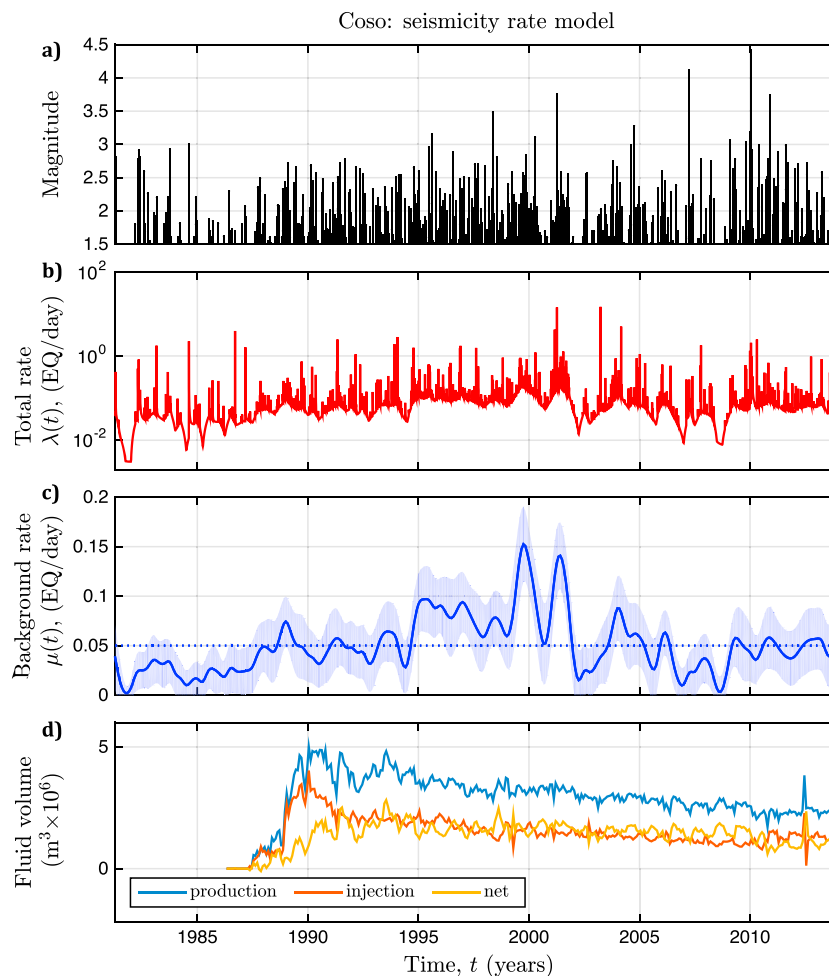 Coso: seismicity rate model
a)
4.5
4
3.5
3
2.5
2
1.5
Magnitude
b)
10²
10⁰
10⁻²
Total rate
λ(t), (EQ/day)
c)
0.2
0.15
0.1
0.05
0
Background rate
μ(t), (EQ/day)
d)
5
0
Fluid volume
(m³×10⁶)
production injection net
1985 1990 1995 2000 2005 2010
Time, t (years)